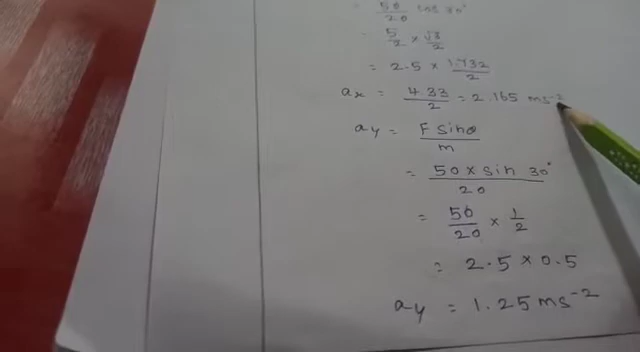 = 50/20 cos 30°
= 5/2 × √3/2
= 2.5 × 1.732/2
ax = 4.33/2 = 2.165 ms⁻²
ay = F sinθ/m
= 50 × sin 30°/20
= 50/20 × 1/2
= 2.5 × 0.5
ay = 1.25 ms⁻²